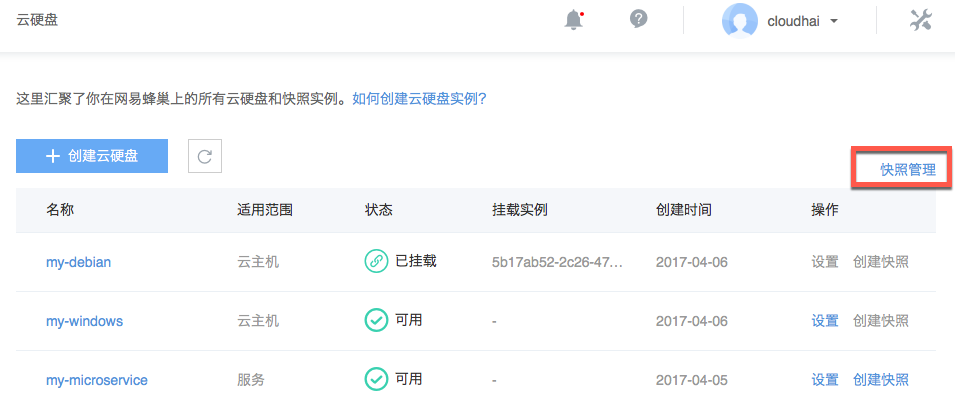 云硬盘 cloudhai
这里汇聚了你在网易蜂巢上的所有云硬盘和快照实例。如何创建云硬盘实例?
创建云硬盘
快照管理
名称 适用范围 状态 挂载实例 创建时间 操作
my-debian 云主机 已挂载 5b17ab52-2c26-47... 2017-04-06 设置 创建快照
my-windows 云主机 可用 - 2017-04-06 设置 创建快照
my-microservice 服务 可用 - 2017-04-05 设置 创建快照